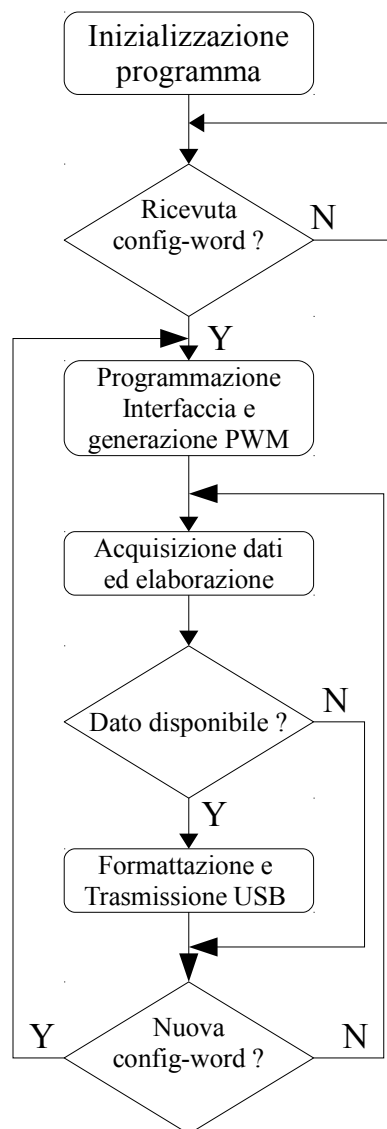 Inizializzazione
programma
Ricevuta
config-word ?
N
Y
Programmazione
Interfaccia e
generazione PWM
Acquisizione dati
ed elaborazione
Dato disponibile ?
N
Y
Formattazione e
Trasmissione USB
Y
Nuova
config-word ?
N